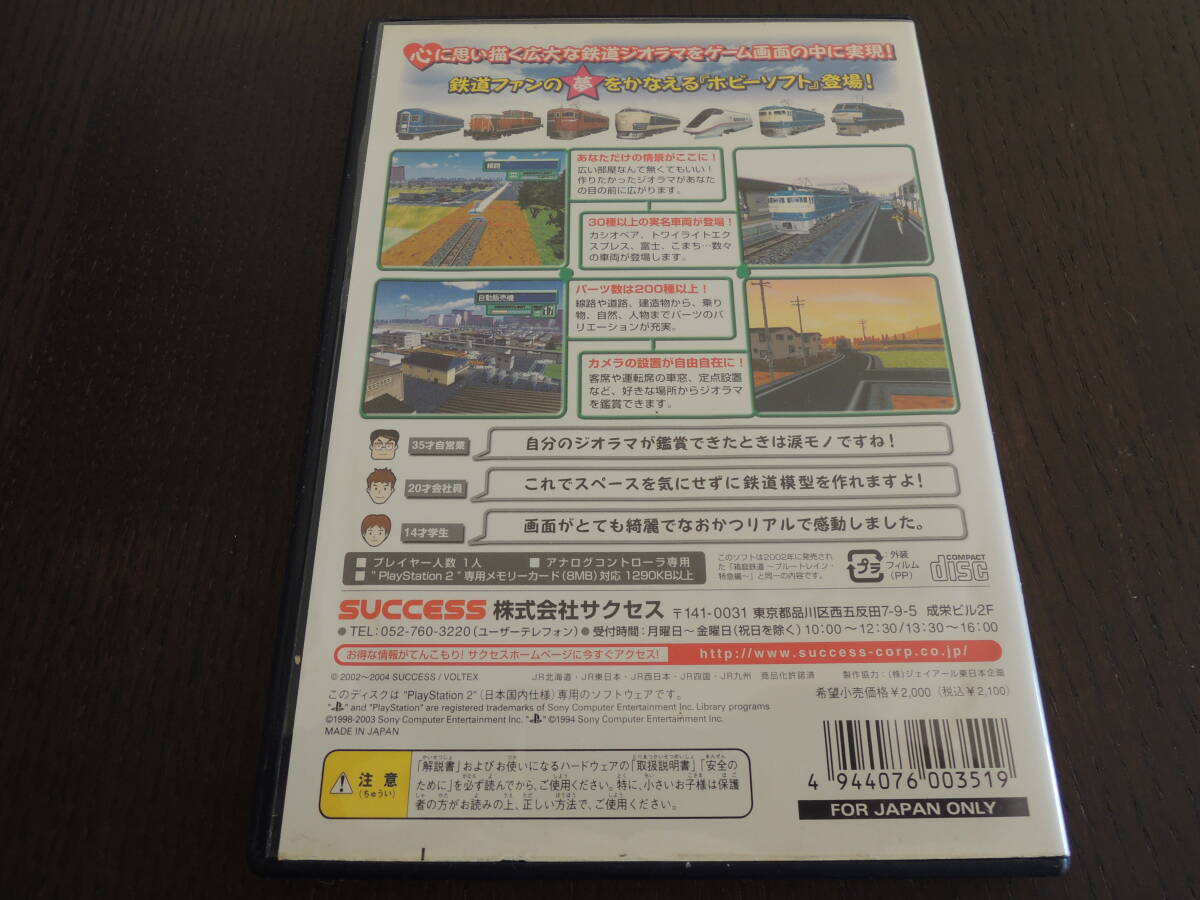 心に思い描く広大な鉄道ジオラマをゲーム画面の中に実現!
鉄道ファンの夢をかなえる『ホビーソフト』登場!
線路
あなただけの情景がここに!
広い部屋なんて無くてもいい!
作りたかったジオラマがあなた
の目の前に広がります。
30種以上の実名車両が登場!
カシオペア、トワイライトエク
スプレス、富士、こまち…数々
の車両が登場します。
自動販売機
17
パーツ数は200種以上!
線路や道路、建造物から、乗り
物、自然、人物までパーツのバ
リエーションが充実。
カメラの設置が自由自在に!
客席や運転席の車窓、定点設置
など、好きな場所からジオラマ
を鑑賞できます。
35才自営業
自分のジオラマが鑑賞できたときは涙モノですね!
20才会社員
これでスペースを気にせずに鉄道模型を作れますよ!
14才学生
画面がとても綺麗でなおかつリアルで感動しました。
■ プレイヤー人数 1人 ■ アナログコントローラ専用
■ "PlayStation 2"専用メモリーカード(8MB)対応 1290KB以上
このソフトは2002年に発売され
た「箱庭鉄道 ~ブルートレイン・
特急編~」と同一の内容です。
プラ
:外装
フィルム
(PP)
COMPACT
disc
SUCCESS 株式会社サクセス 〒141-0031 東京都品川区西五反田7-9-5 成栄ビル2F
● TEL:052-760-3220(ユーザーテレフォン) ● 受付時間:月曜日~金曜日(祝日を除く) 10:00~12:30/13:30~16:00
お得な情報がてんこもり! サクセスホームページに今すぐアクセス!
http://www.success-corp.co.jp/
© 2002~2004 SUCCESS / VOLTEX
JR北海道・JR東日本・JR西日本・JR四国・JR九州 商品化許諾済
製作協力:(株)ジェイアール東日本企画
このディスクは "PlayStation 2"(日本国内仕様)専用のソフトウェアです。
希望小売価格¥2,000(税込¥2,100)
" " and "PlayStation" are registered trademarks of Sony Computer Entertainment Inc. Library programs
©1998-2003 Sony Computer Entertainment Inc. " " ©1994 Sony Computer Entertainment Inc.
MADE IN JAPAN
注意
(ちゅうい)
「解説書」およびお使いになるハードウェアの「取扱説明書」「安全の
ために」を必ず読んでから、ご使用ください。特に、小さいお子様は保護
者の方がお読みの上、正しい方法で、ご使用ください。
4 944076 003519
FOR JAPAN ONLY